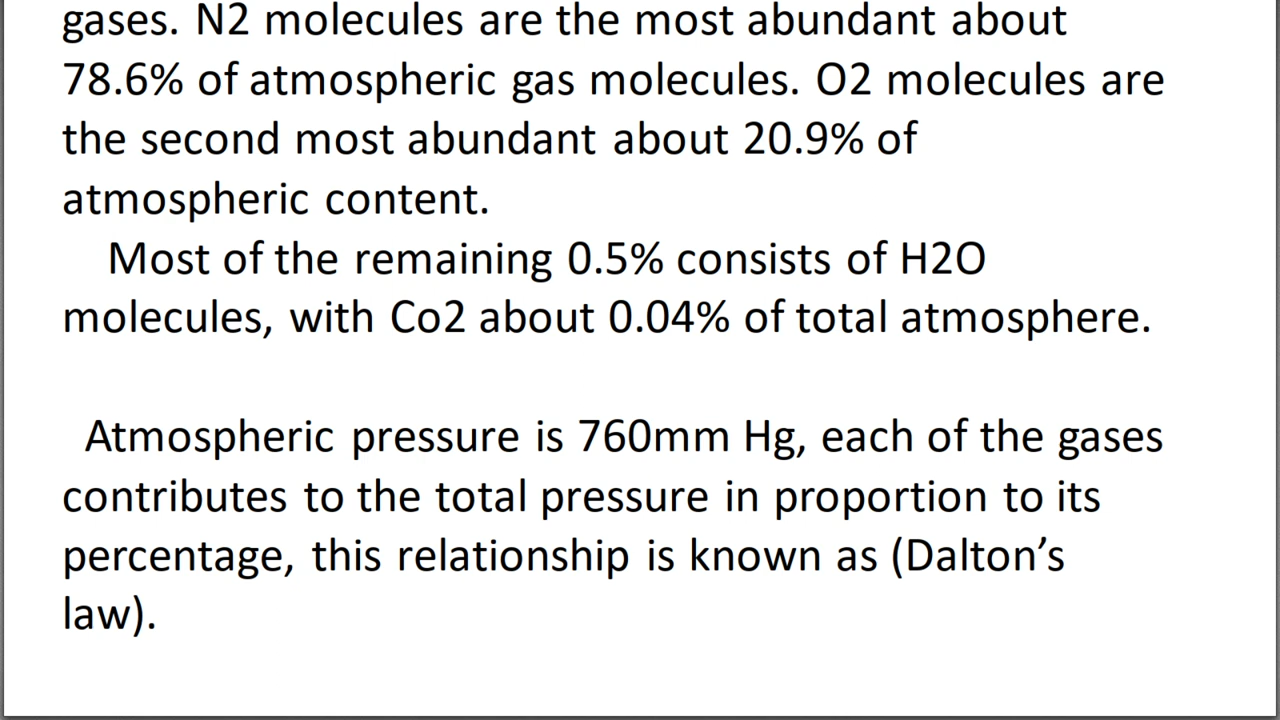 gases. N2 molecules are the most abundant about
78.6% of atmospheric gas molecules. O2 molecules are
the second most abundant about 20.9% of
atmospheric content.
Most of the remaining 0.5% consists of H2O
molecules, with Co2 about 0.04% of total atmosphere.
Atmospheric pressure is 760mm Hg, each of the gases
contributes to the total pressure in proportion to its
percentage, this relationship is known as (Dalton’s
law).